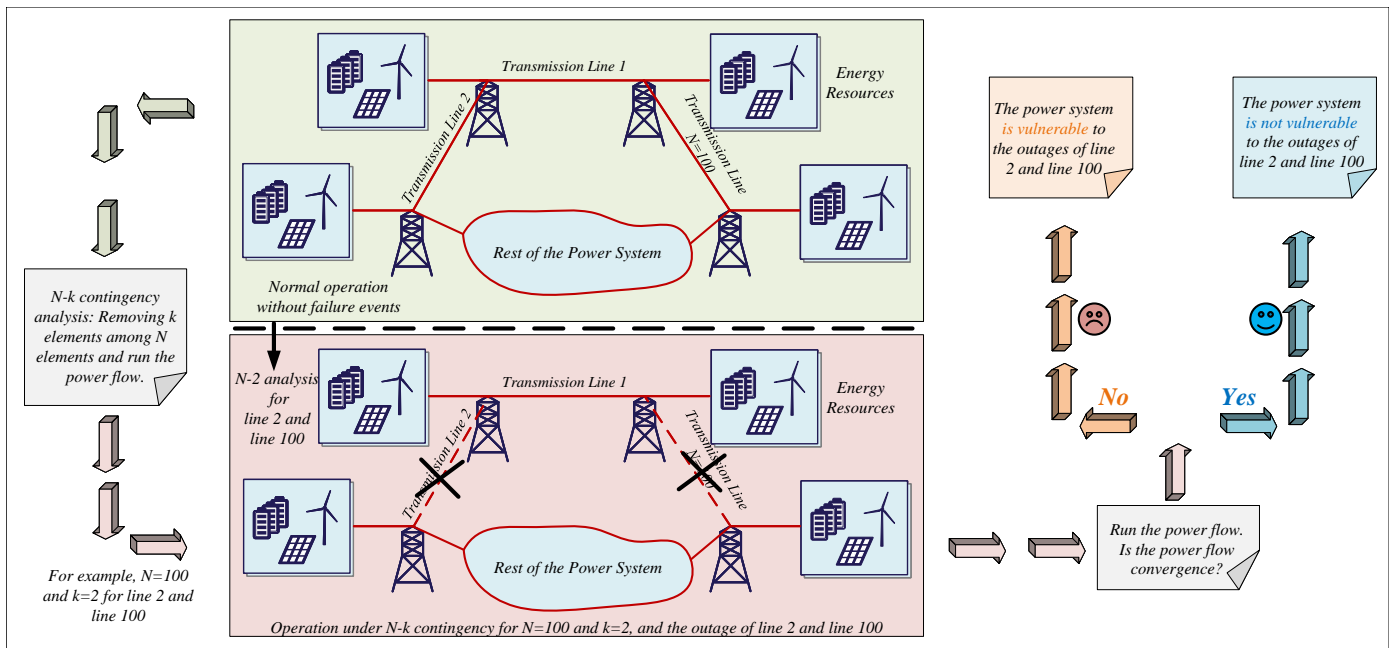 Transmission Line 1
Energy
Resources
Transmission Line 2
Transmission Line
N=100
Rest of the Power System
Normal operation
without failure events
N-k contingency
analysis: Removing k
elements among N
elements and run the
power flow.
For example, N=100
and k=2 for line 2 and
line 100
N-2 analysis
for
line 2 and
line 100
Transmission Line 1
Energy
Resources
Transmission Line 2
Transmission Line
N=100
Rest of the Power System
Operation under N-k contingency for N=100 and k=2, and the outage of line 2 and line 100
Run the power flow.
Is the power flow
convergence?
No
Yes
The power system
is vulnerable to
the outages of line
2 and line 100
The power system
is not vulnerable
to the outages of
line 2 and line 100